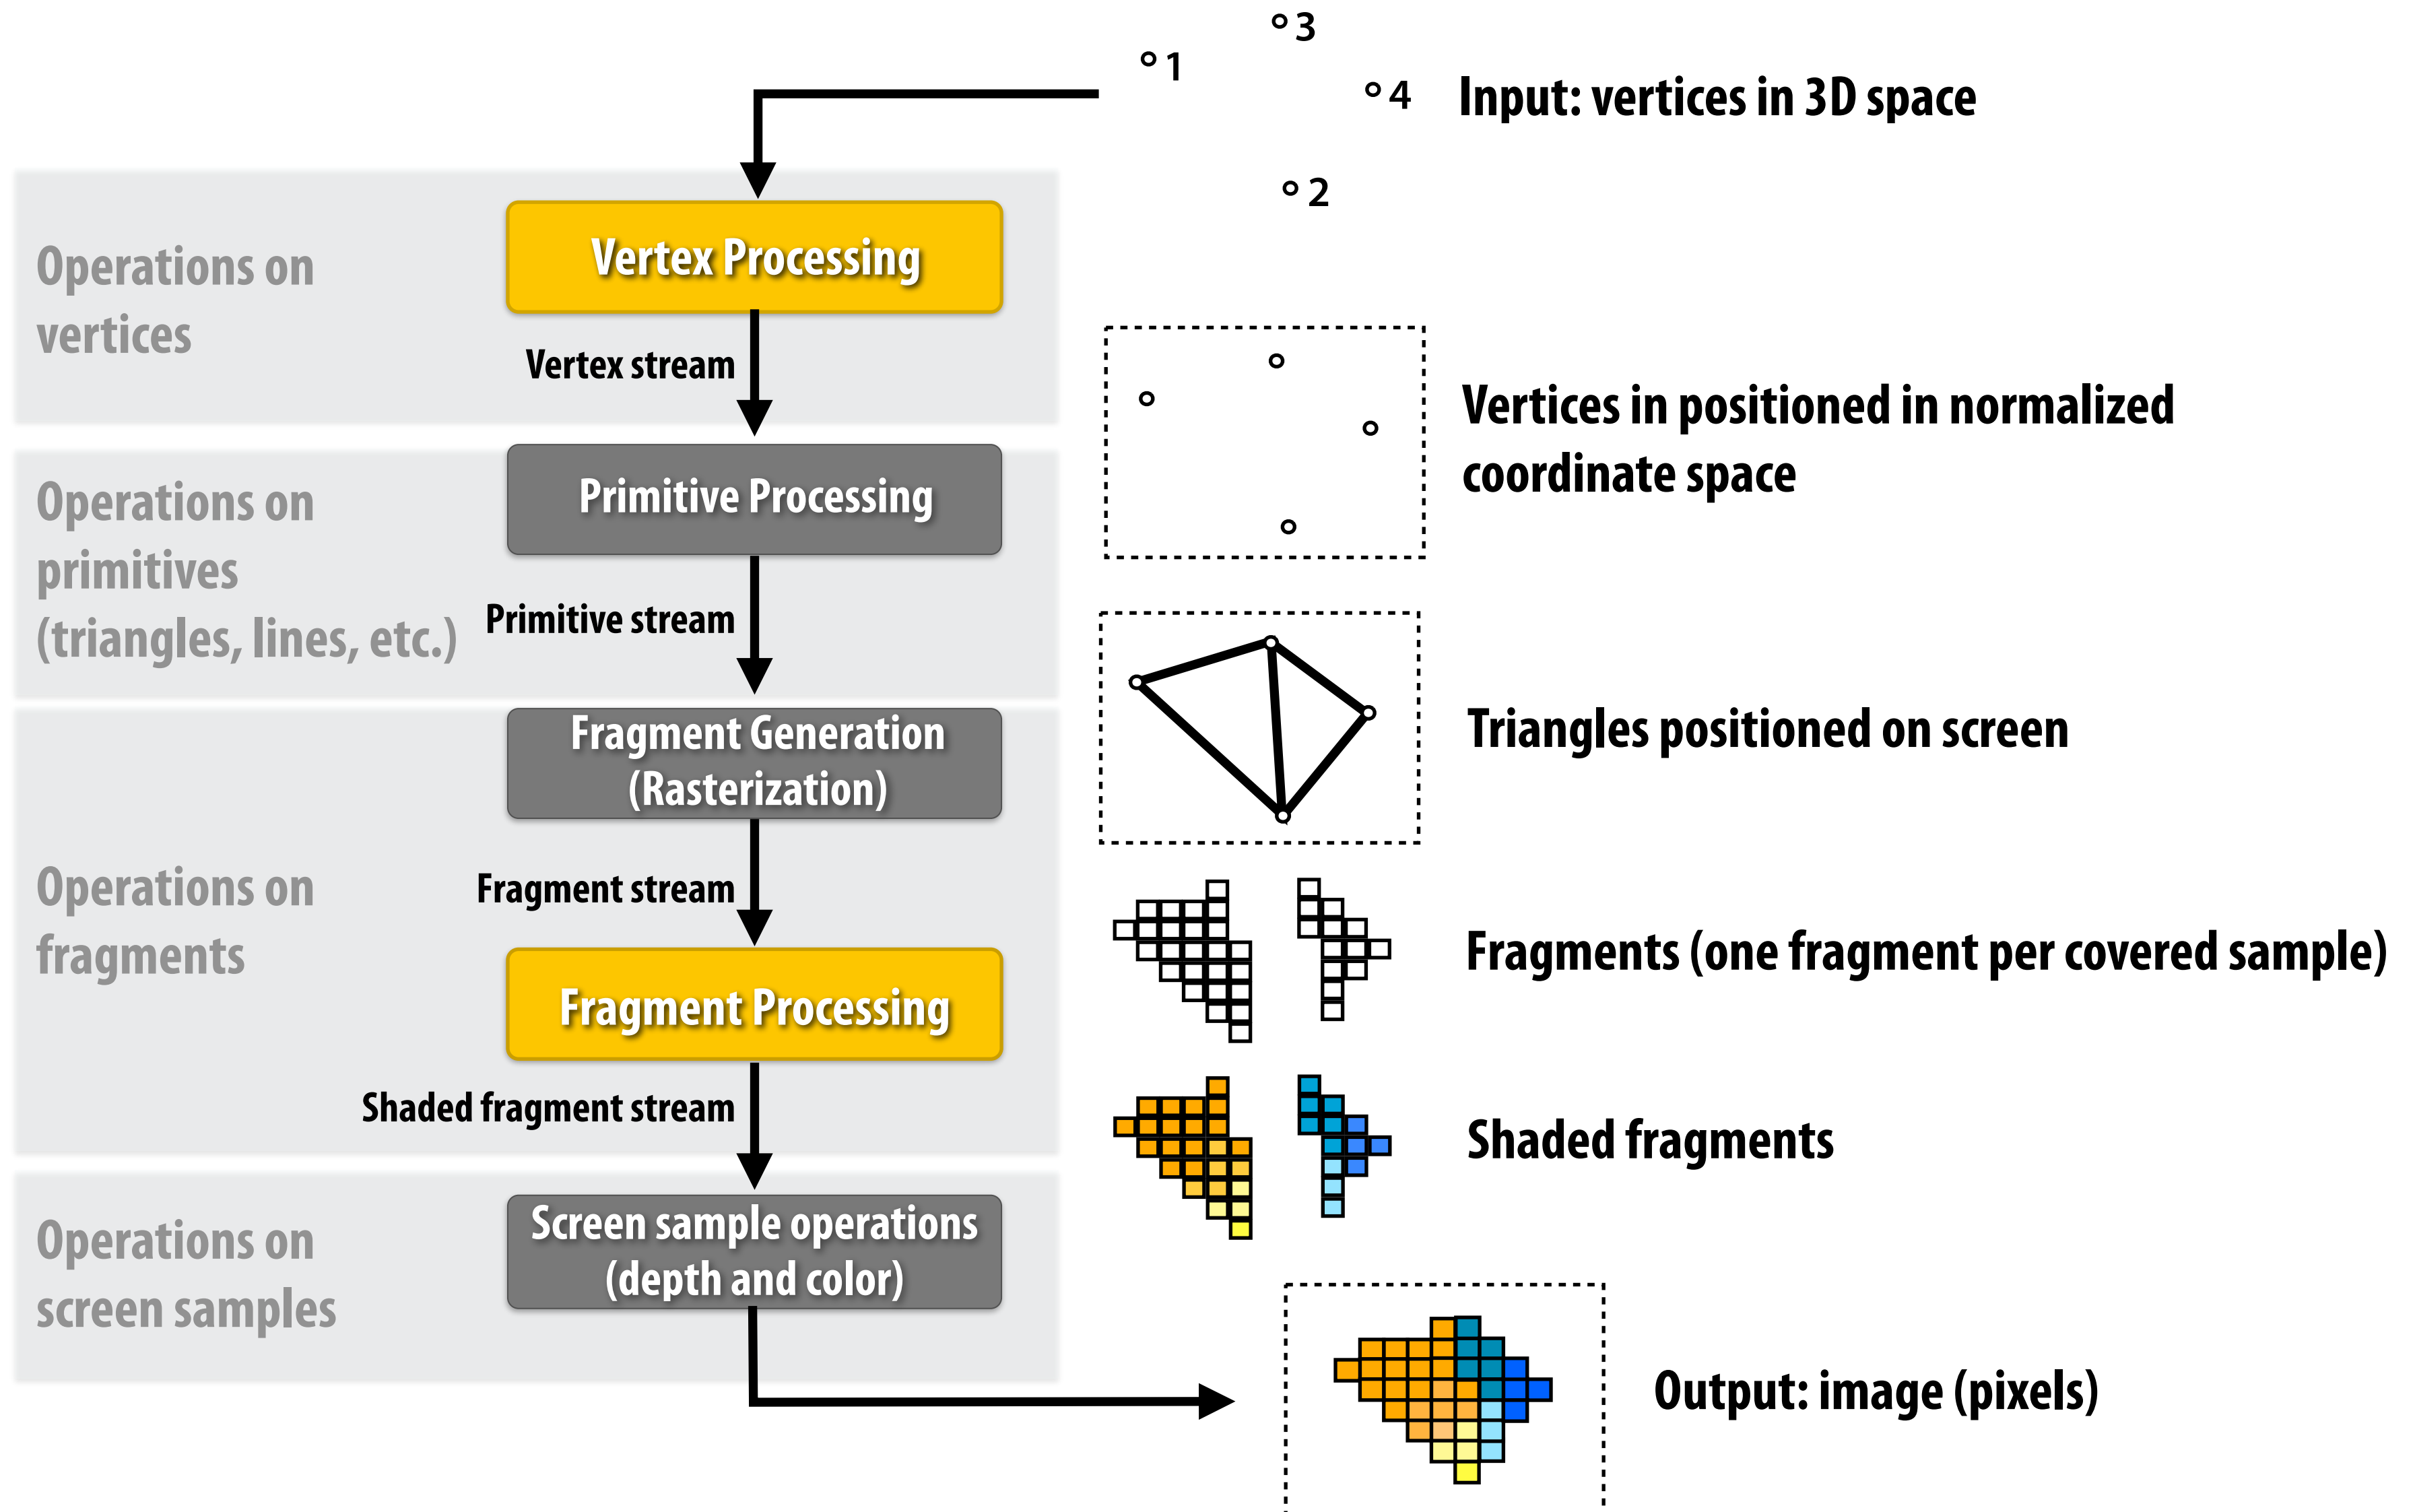 1
3
4
2
Input: vertices in 3D space
Operations on
vertices
Vertex Processing
Vertex stream
Vertices in positioned in normalized
coordinate space
Operations on
primitives
(triangles, lines, etc.)
Primitive Processing
Primitive stream
Triangles positioned on screen
Operations on
fragments
Fragment Generation
(Rasterization)
Fragment stream
Fragments (one fragment per covered sample)
Fragment Processing
Shaded fragment stream
Shaded fragments
Operations on
screen samples
Screen sample operations
(depth and color)
Output: image (pixels)